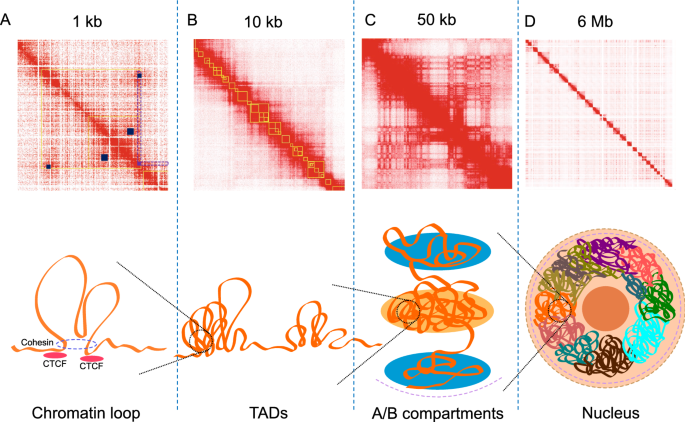 A 1 kb
B 10 kb
C 50 kb
D 6 Mb
Cohesin
CTCF
CTCF
Chromatin loop
TADs
A/B compartments
Nucleus